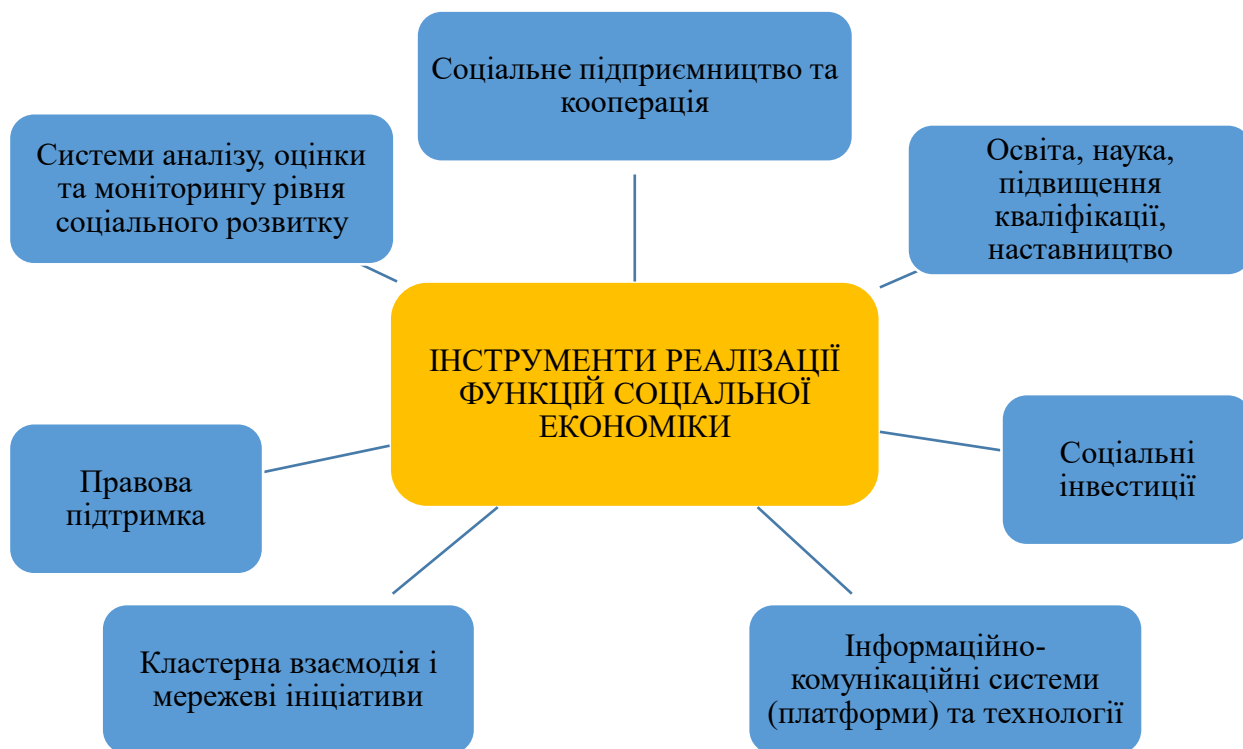 Соціальне підприємництво та
кооперація
Системи аналізу, оцінки
та моніторингу рівня
соціального розвитку
Освіта, наука,
підвищення
кваліфікації,
наставництво
ІНСТРУМЕНТИ РЕАЛІЗАЦІЇ
ФУНКЦІЙ СОЦІАЛЬНОЇ
ЕКОНОМІКИ
Правова
підтримка
Соціальні
інвестиції
Кластерна взаємодія і
мережеві ініціативи
Інформаційно-
комунікаційні системи
(платформи) та технології